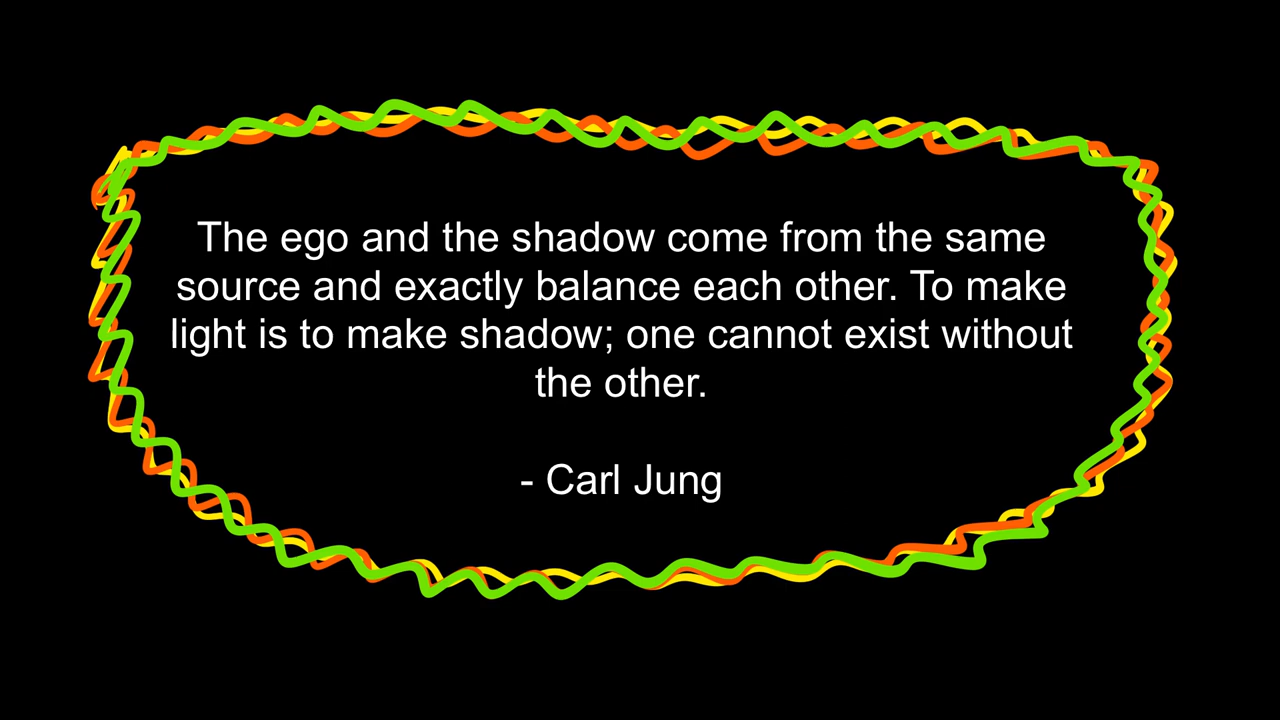 The ego and the shadow come from the same
source and exactly balance each other. To make
light is to make shadow; one cannot exist without
the other.
- Carl Jung